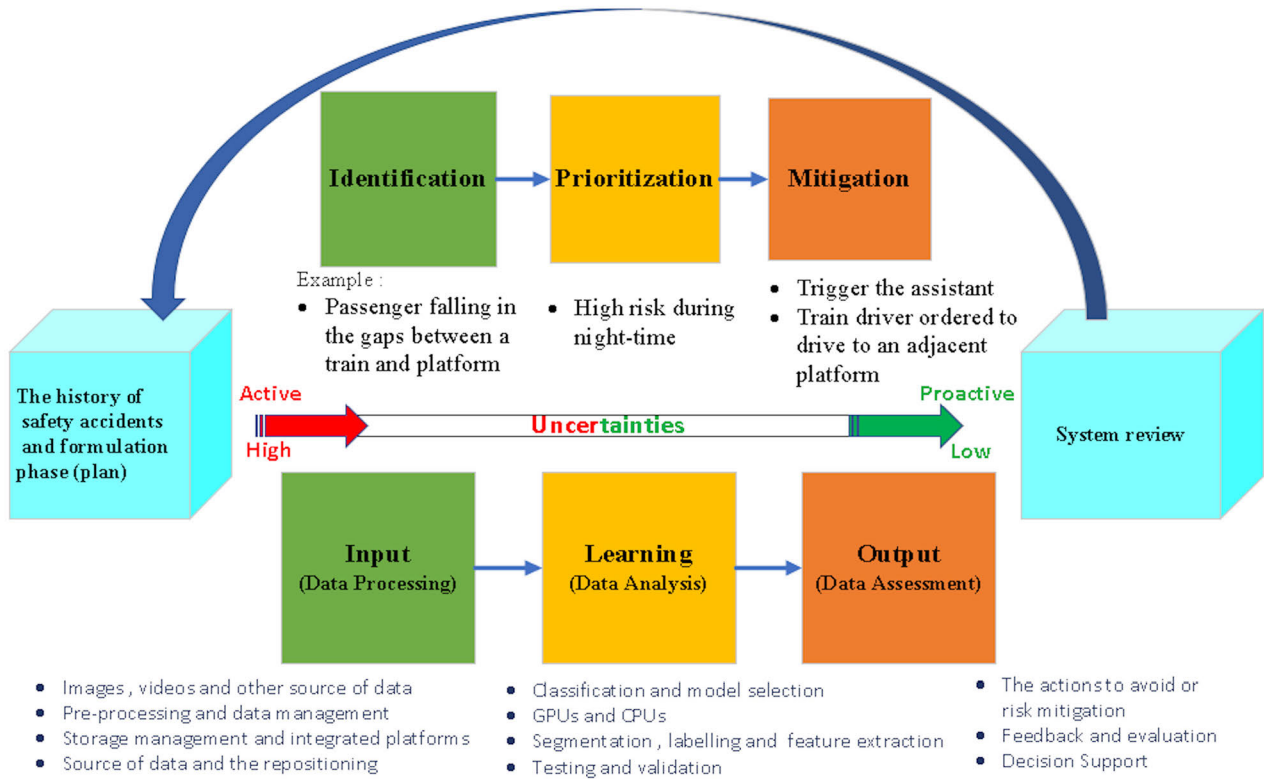 Identification
Prioritization
Mitigation
Example :
• Passenger falling in
the gaps between a
train and platform
• High risk during
night-time
• Trigger the assistant
• Train driver ordered to
drive to an adjacent
platform
The history of
safety accidents
and formulation
phase (plan)
Active
High
Uncertainties
Proactive
Low
System review
Input
(Data Processing)
Learning
(Data Analysis)
Output
(Data Assessment)
• Images , videos and other source of data
• Pre-processing and data management
• Storage management and integrated platforms
• Source of data and the repositioning
• Classification and model selection
• GPUs and CPUs
• Segmentation , labelling and feature extraction
• Testing and validation
• The actions to avoid or
risk mitigation
• Feedback and evaluation
• Decision Support